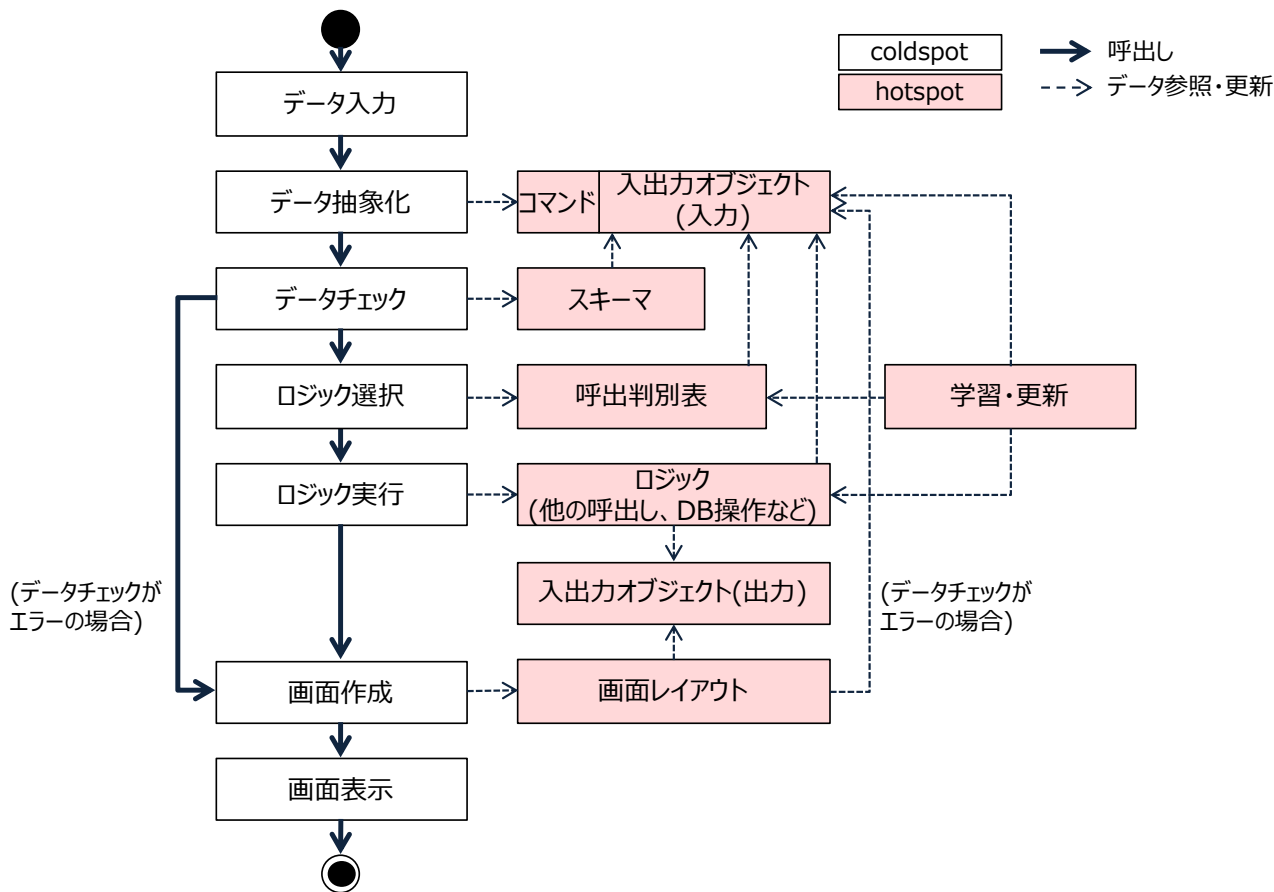 coldspot
呼出し
hotspot
データ参照・更新
データ入力
データ抽象化
コマンド
入出力オブジェクト
(入力)
データチェック
スキーマ
ロジック選択
呼出判別表
学習・更新
ロジック実行
ロジック
(他の呼出し、DB操作など)
(データチェックが
エラーの場合)
入出力オブジェクト(出力)
(データチェックが
エラーの場合)
画面作成
画面レイアウト
画面表示